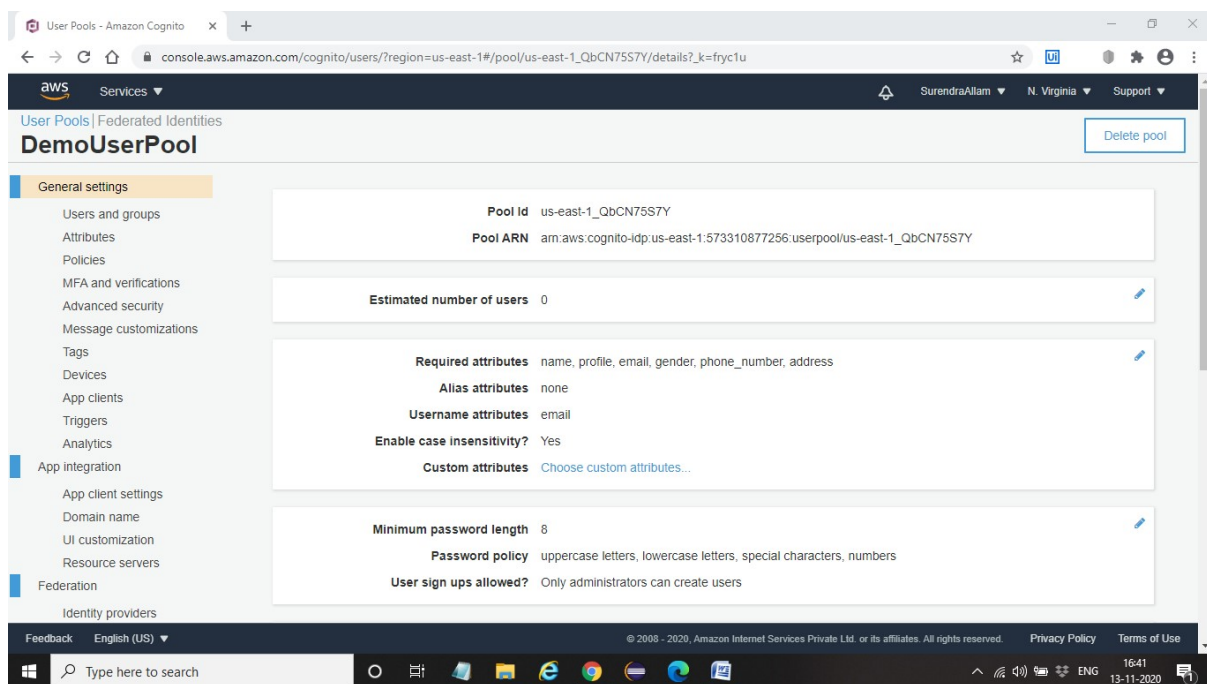 User Pools - Amazon Cognito
console.aws.amazon.com/cognito/users/?region=us-east-1#/pool/us-east-1_QbCN75S7Y/details?_k=fryc1u
Ui
aws Services SurendraAllam N. Virginia Support
User Pools | Federated Identities
DemoUserPool
Delete pool
General settings
Users and groups
Attributes
Policies
MFA and verifications
Advanced security
Message customizations
Tags
Devices
App clients
Triggers
Analytics
App integration
App client settings
Domain name
UI customization
Resource servers
Federation
Identity providers
Pool Id us-east-1_QbCN75S7Y
Pool ARN arn:aws:cognito-idp:us-east-1:573310877256:userpool/us-east-1_QbCN75S7Y
Estimated number of users 0
Required attributes name, profile, email, gender, phone_number, address
Alias attributes none
Username attributes email
Enable case insensitivity? Yes
Custom attributes Choose custom attributes...
Minimum password length 8
Password policy uppercase letters, lowercase letters, special characters, numbers
User sign ups allowed? Only administrators can create users
Feedback English (US) © 2008 - 2020, Amazon Internet Services Private Ltd. or its affiliates. All rights reserved. Privacy Policy Terms of Use
Type here to search
ENG
16:41
13-11-2020